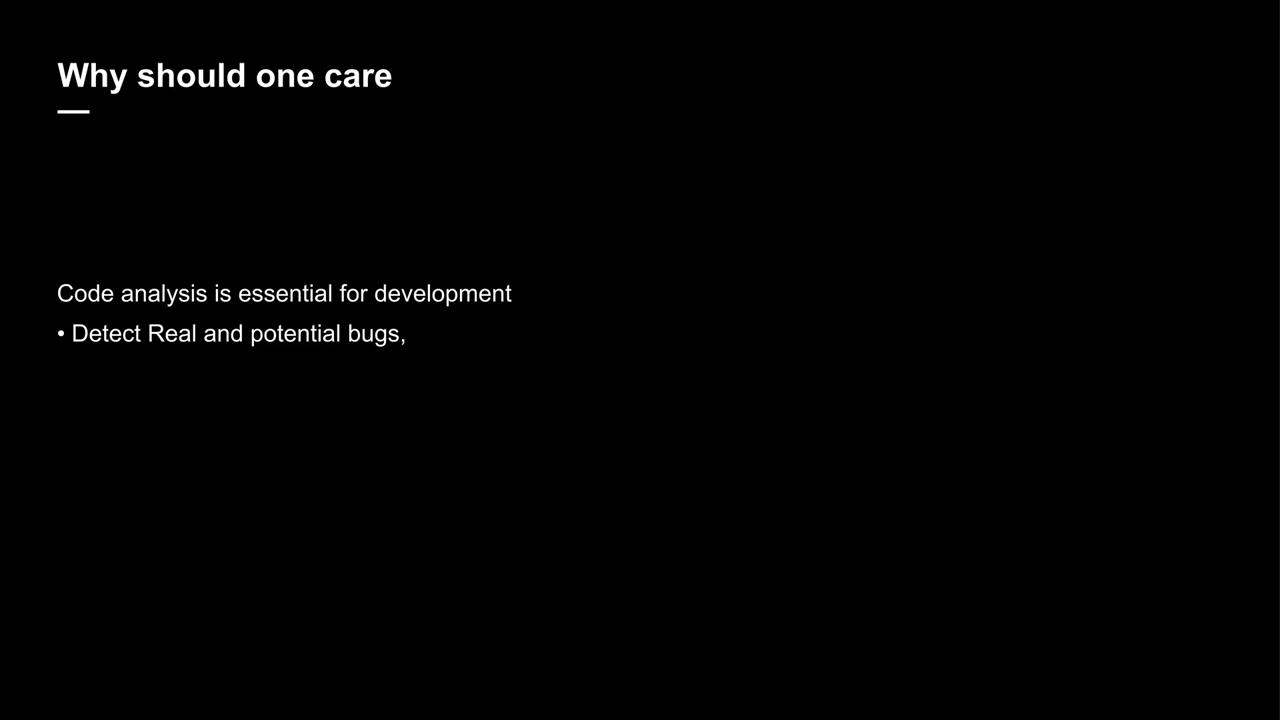 Why should one care
Code analysis is essential for development
• Detect Real and potential bugs,